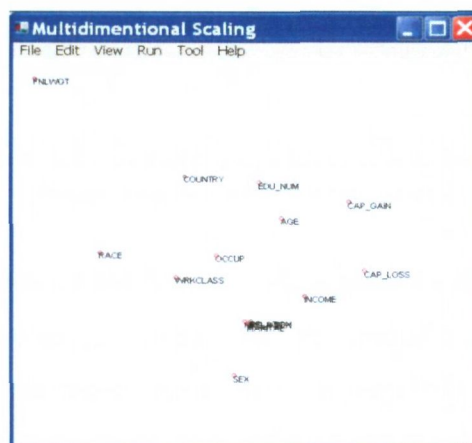 Multidimentional Scaling
File Edit View Run Tool Help
FNLWGT
COUNTRY
EDU_NUM
CAP_GAIN
AGE
RACE
OCCUP
CAP_LOSS
WRKCLASS
INCOME
SEX